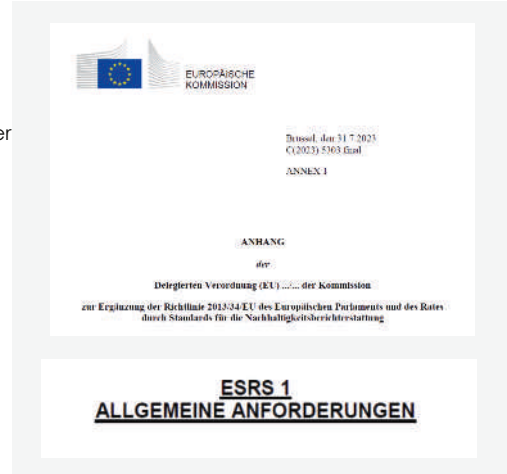 EUROPÄISCHE
KOMMISSION
er
Brüssel, den 31.7.2023
C(2023) 5303 final
ANNEX 1
ANHANG
der
Delegierten Verordnung (EU) .../... der Kommission
zur Ergänzung der Richtlinie 2013/34/EU des Europäischen Parlaments und des Rates
durch Standards für die Nachhaltigkeitsberichterstattung
ESRS 1
ALLGEMEINE ANFORDERUNGEN